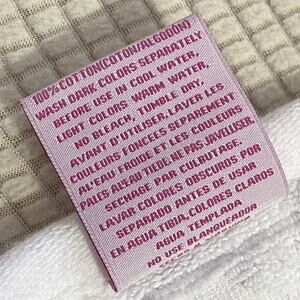 100% COTTON(COTON/ALGODON)
WASH DARK COLORS SEPARATELY
BEFORE USE IN COOL WATER,
LIGHT COLORS, WARM WATER,
NO BLEACH, TUMBLE DRY.
AVANT D'UTILISER, LAVER LES
COULEURS FONCEES SEPAREMENT
A L'EAU FROIDE ET LES COULEURS
PALES A L'AU TIEDE. NE PAS JAVELLISER.
SECHAGE PAR CULBUTAGE.
LAVAR COLORES OBSCUROS POR
SEPARADO ANTES DE USAR
EN AGUA TIBIA, COLORES CLAROS
AGUA TEMPLADA
NO USE BLANQUEADOR